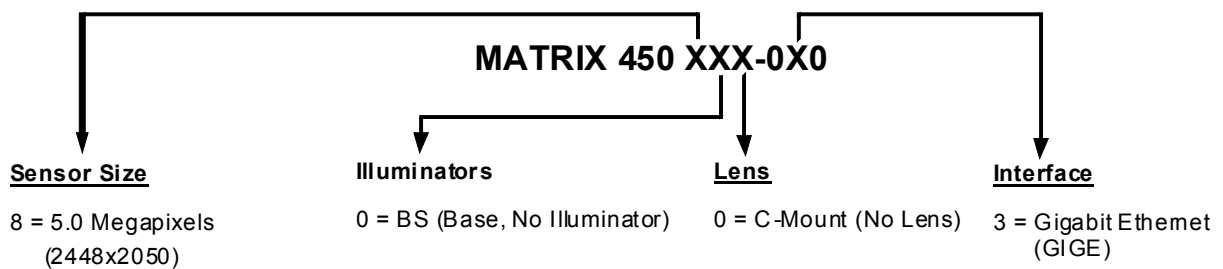 MATRIX 450 XXX-0X0
Sensor Size
8 = 5.0 Megapixels
(2448x2050)
Illuminators
0 = BS (Base, No Illuminator)
Lens
0 = C-Mount (No Lens)
Interface
3 = Gigabit Ethernet
(GIGE)